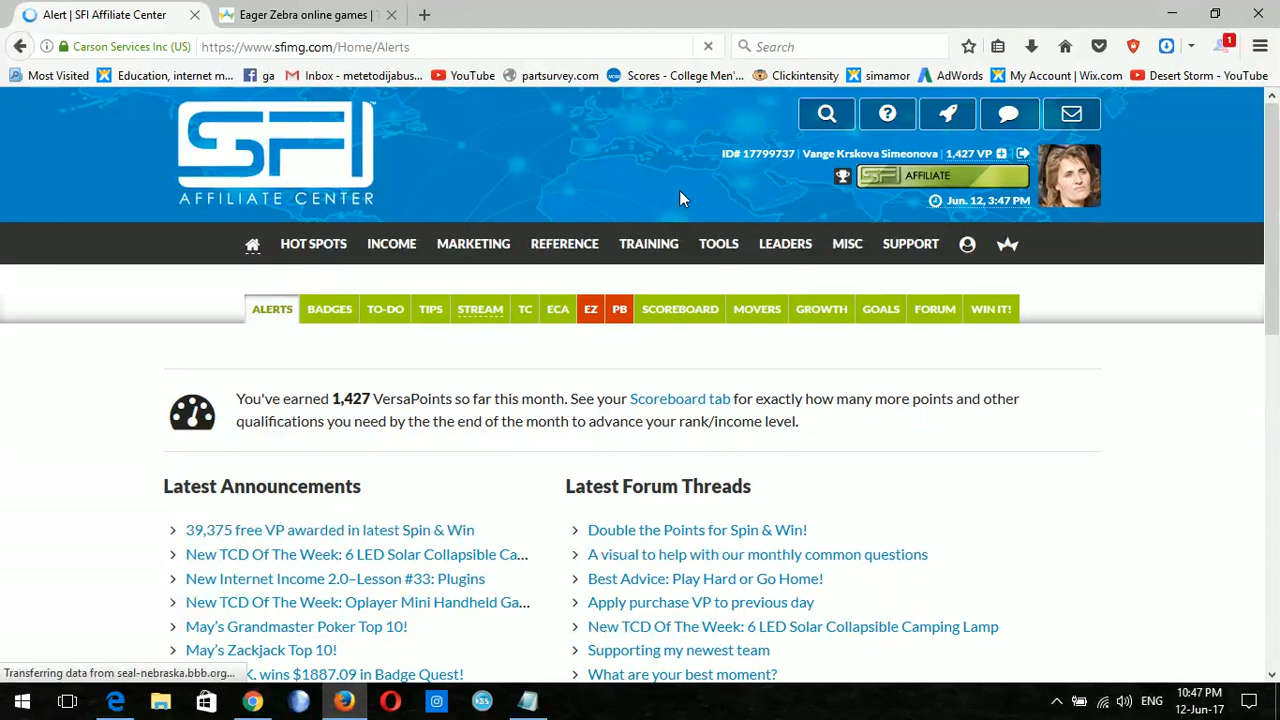 Alert | SFI Affiliate Center
Eager Zebra online games | T
Carson Services Inc (US)
https://www.sfimg.com/Home/Alerts
Search
1
Most Visited
Education, internet m...
ga
Inbox - metetodijabus...
YouTube
partsurvey.com
Scores - College Men'...
Clickintensity
simamor
AdWords
My Account | Wix.com
Desert Storm - YouTube
SFI
AFFILIATE CENTER
ID# 17799737 | Vange Krskova Simeonova | 1,427 VP
SFI AFFILIATE
Jun. 12, 3:47 PM
HOT SPOTS INCOME MARKETING REFERENCE TRAINING TOOLS LEADERS MISC SUPPORT
ALERTS BADGES TO-DO TIPS STREAM TC ECA EZ PB SCOREBOARD MOVERS GROWTH GOALS FORUM WIN IT!
You've earned 1,427 VersaPoints so far this month. See your Scoreboard tab for exactly how many more points and other
qualifications you need by the the end of the month to advance your rank/income level.
Latest Announcements
39,375 free VP awarded in latest Spin & Win
New TCD Of The Week: 6 LED Solar Collapsible Ca...
New Internet Income 2.0–Lesson #33: Plugins
New TCD Of The Week: Oplayer Mini Handheld Ga...
May's Grandmaster Poker Top 10!
May's Zackjack Top 10!
K. wins $1887.09 in Badge Quest!
Latest Forum Threads
Double the Points for Spin & Win!
A visual to help with our monthly common questions
Best Advice: Play Hard or Go Home!
Apply purchase VP to previous day
New TCD Of The Week: 6 LED Solar Collapsible Camping Lamp
Supporting my newest team
What are your best moment?
Transferring data from seal-nebraska.bbb.org...
ENG
10:47 PM
12-Jun-17